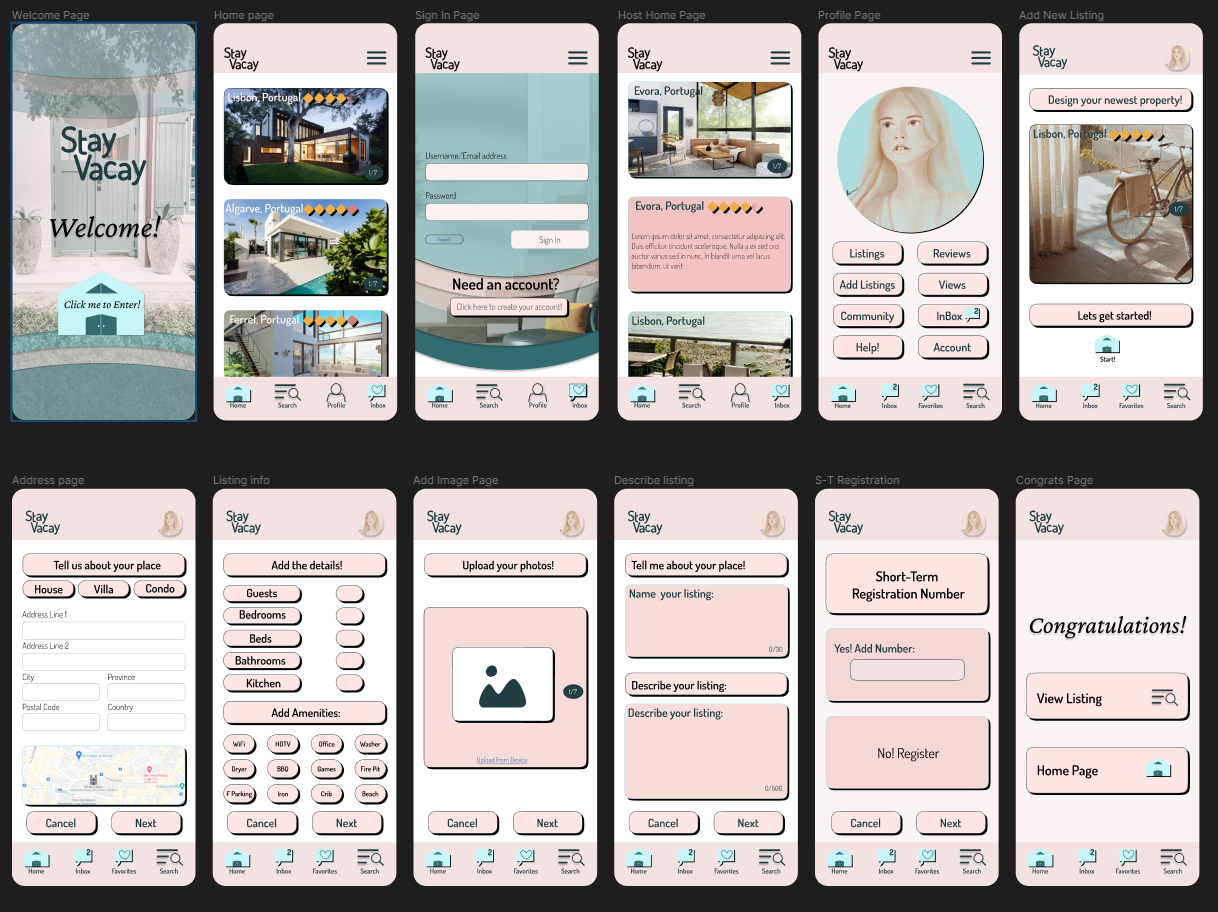 Welcome Page
Stay
Vacay
Welcome!
Click me to Enter!
Home page
Stay
Vacay
Lisbon, Portugal
1/7
Algarve, Portugal
1/7
Ferrel, Portugal
Home Search Profile Inbox
Sign In Page
Stay
Vacay
Username/Email address
Password
Sign In
Need an account?
Click here to create your account!
Home Search Profile Inbox
Host Home Page
Stay
Vacay
Evora, Portugal
1/7
Evora, Portugal
Lorem ipsum dolor sit amet, consectetur adipiscing elit.
Duis efficitur tincidunt scelerisque. Nulla a ex sed orci
auctor varius sed in nunc. In blandit urna vel lacus
bibendum, ut varit
Lisbon, Portugal
Home Search Profile Inbox
Profile Page
Stay
Vacay
Listings Reviews
Add Listings Views
Community InBox 2
Help! Account
2
Home Inbox Favorites Search
Add New Listing
Stay
Vacay
Design your newest property!
Lisbon, Portugal
1/7
Lets get started!
Start!
2
Home Inbox Favorites Search
Address page
Stay
Vacay
Tell us about your place
House Villa Condo
Address Line 1
Address Line 2
City Province
Postal Code Country
Cancel Next
2
Home Inbox Favorites Search
Listing info
Stay
Vacay
Add the details!
Guests
Bedrooms
Beds
Bathrooms
Kitchen
Add Amenities:
WiFi HDTV Office Washer
Dryer BBQ Games Fire Pit
F Parking Iron Crib Beach
Cancel Next
2
Home Inbox Favorites Search
Add Image Page
Stay
Vacay
Upload your photos!
1/7
Upload from Device
Cancel Next
2
Home Inbox Favorites Search
Describe listing
Stay
Vacay
Tell me about your place!
Name your listing:
0/30
Describe your listing:
Describe your listing:
0/500
Cancel Next
2
Home Inbox Favorites Search
S-T Registration
Stay
Vacay
Short-Term
Registration Number
Yes! Add Number:
No! Register
Cancel Next
2
Home Inbox Favorites Search
Congrats Page
Stay
Vacay
Congratulations!
View Listing
Home Page
2
Home Inbox Favorites Search